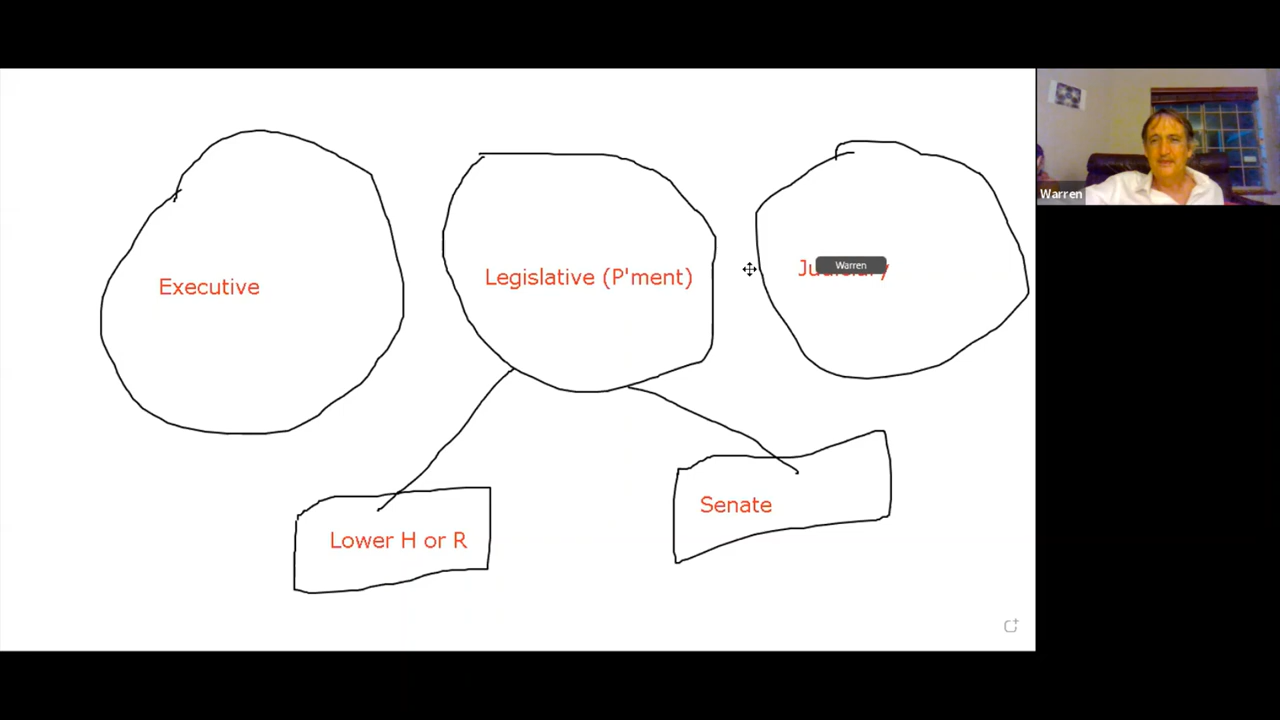 Executive
Legislative (P'ment)
Warren
Lower H or R
Senate
Warren